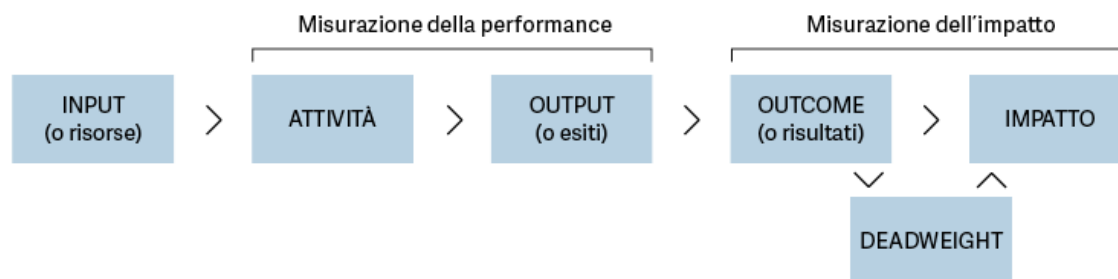 Misurazione della performance
Misurazione dell'impatto
INPUT
(o risorse)
>
ATTIVITÀ
>
OUTPUT
(o esiti)
>
OUTCOME
(o risultati)
>
IMPATTO
DEADWEIGHT